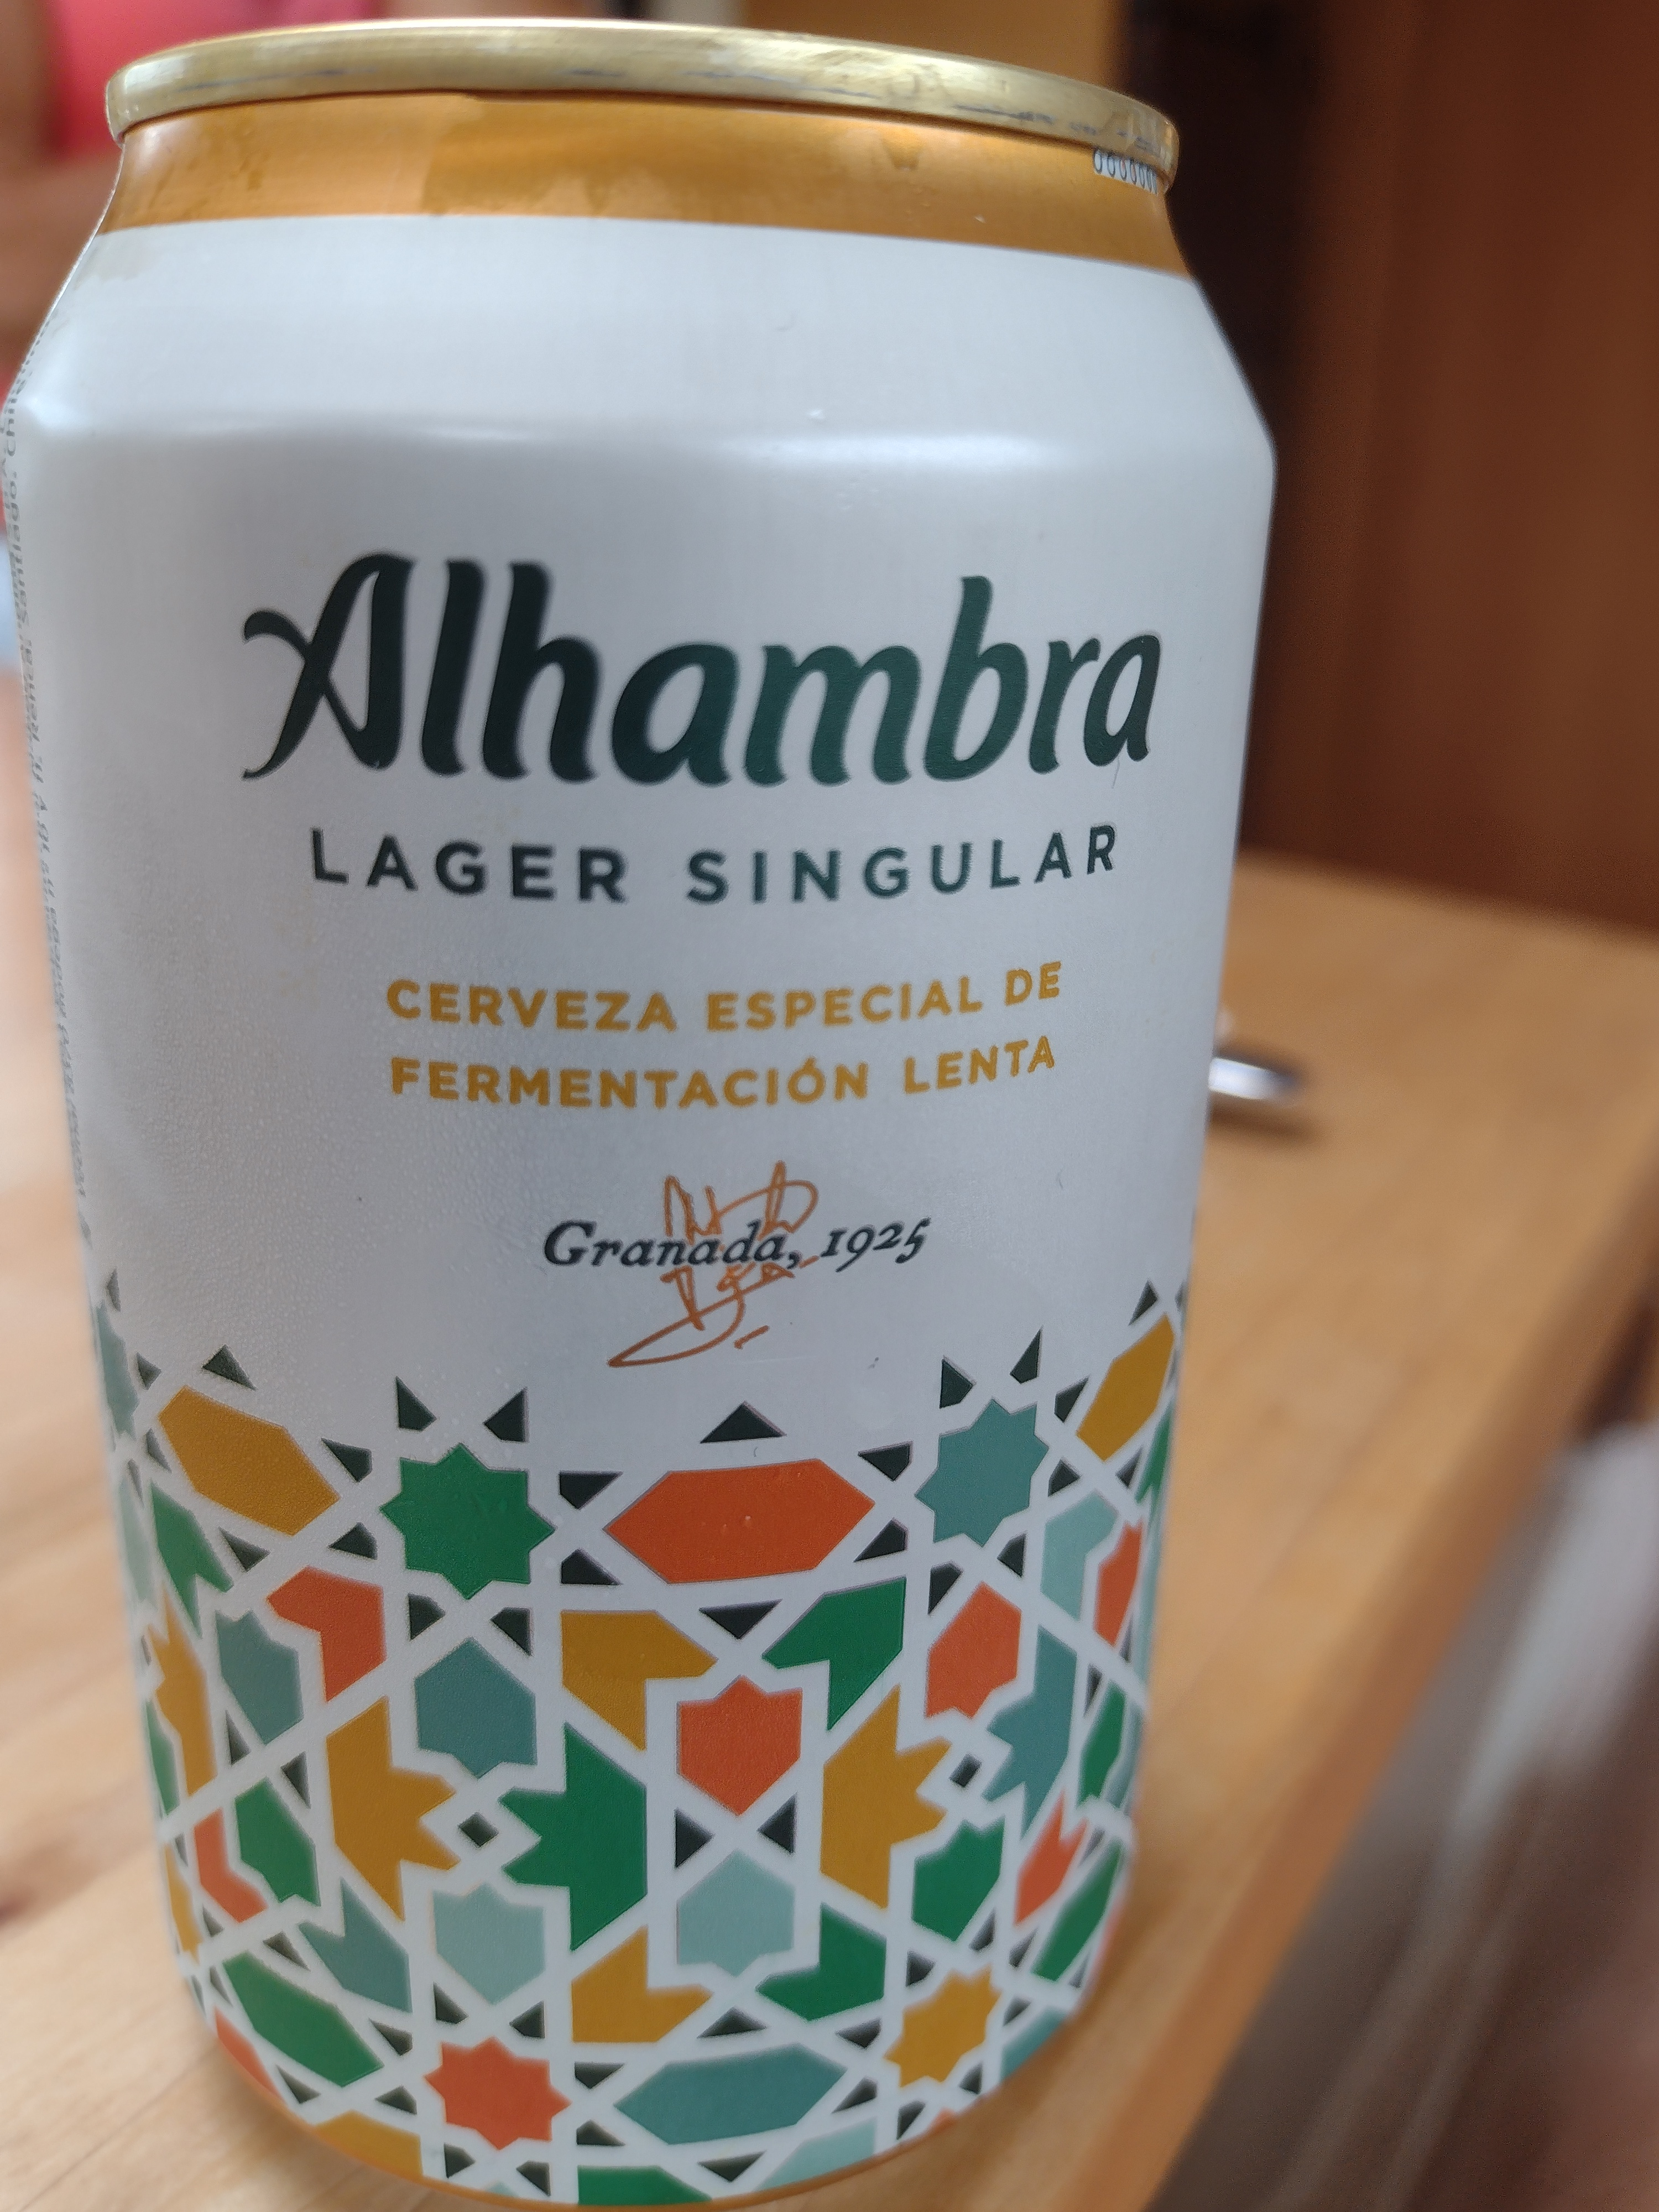 Alhambra
LAGER SINGULAR
CERVEZA ESPECIAL DE
FERMENTACIÓN LENTA
Granada, 1925